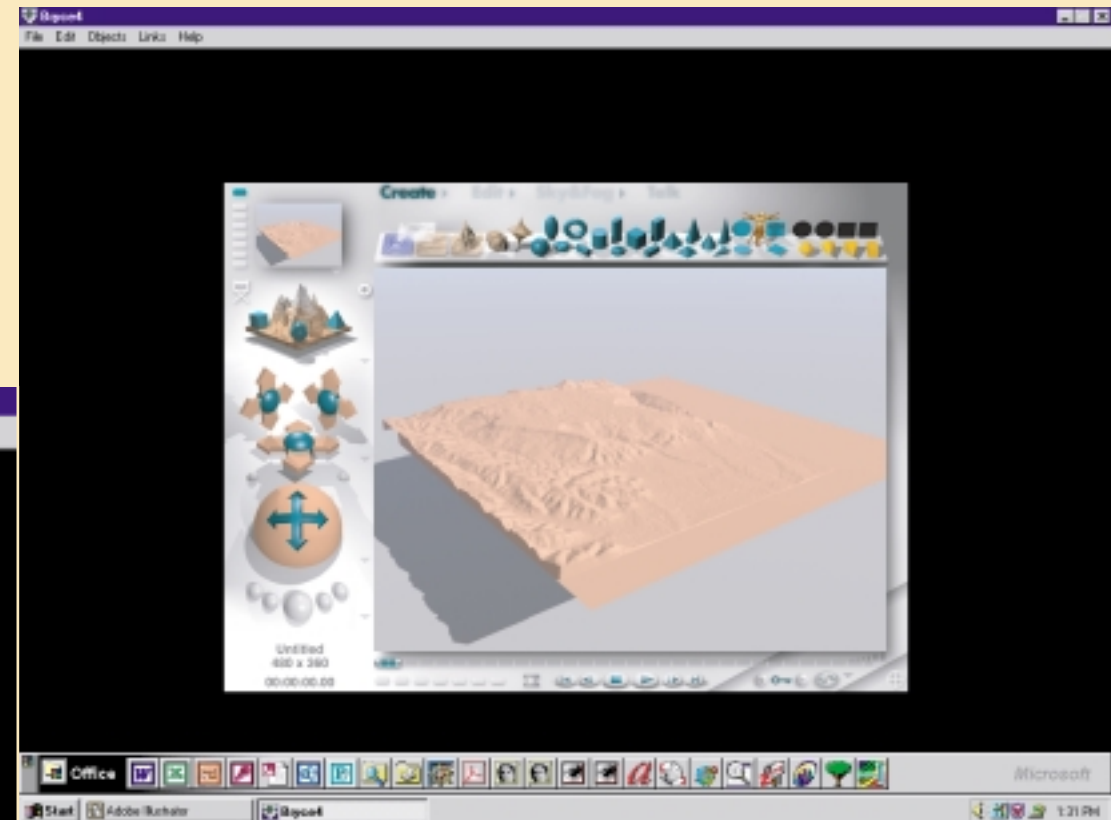 Bryce4
File Edit Objects Links Help
Create Edit Sky&Fog Talk
Untitled
480 x 360
00:00:00.00
Office
Microsoft
Start Adobe Illustrator Bryce4 1:31 PM